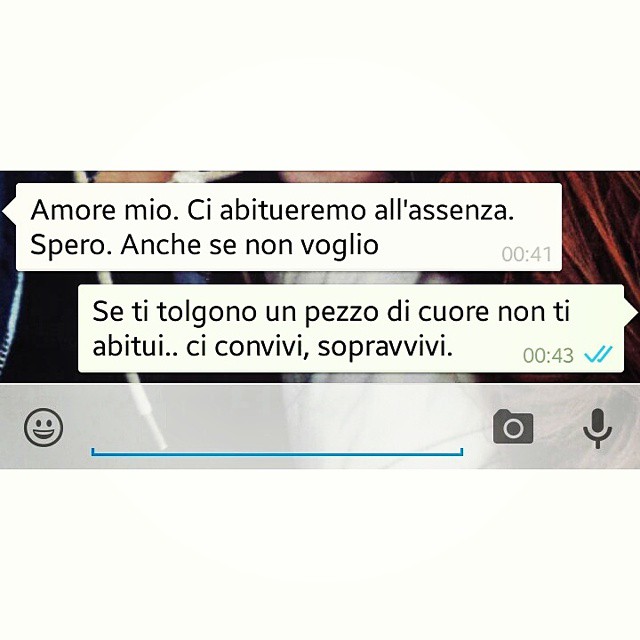 Amore mio. Ci abitueremo all'assenza.
Spero. Anche se non voglio
00:41
Se ti tolgono un pezzo di cuore non ti
abitui.. ci convivi, sopravvivi.
00:43